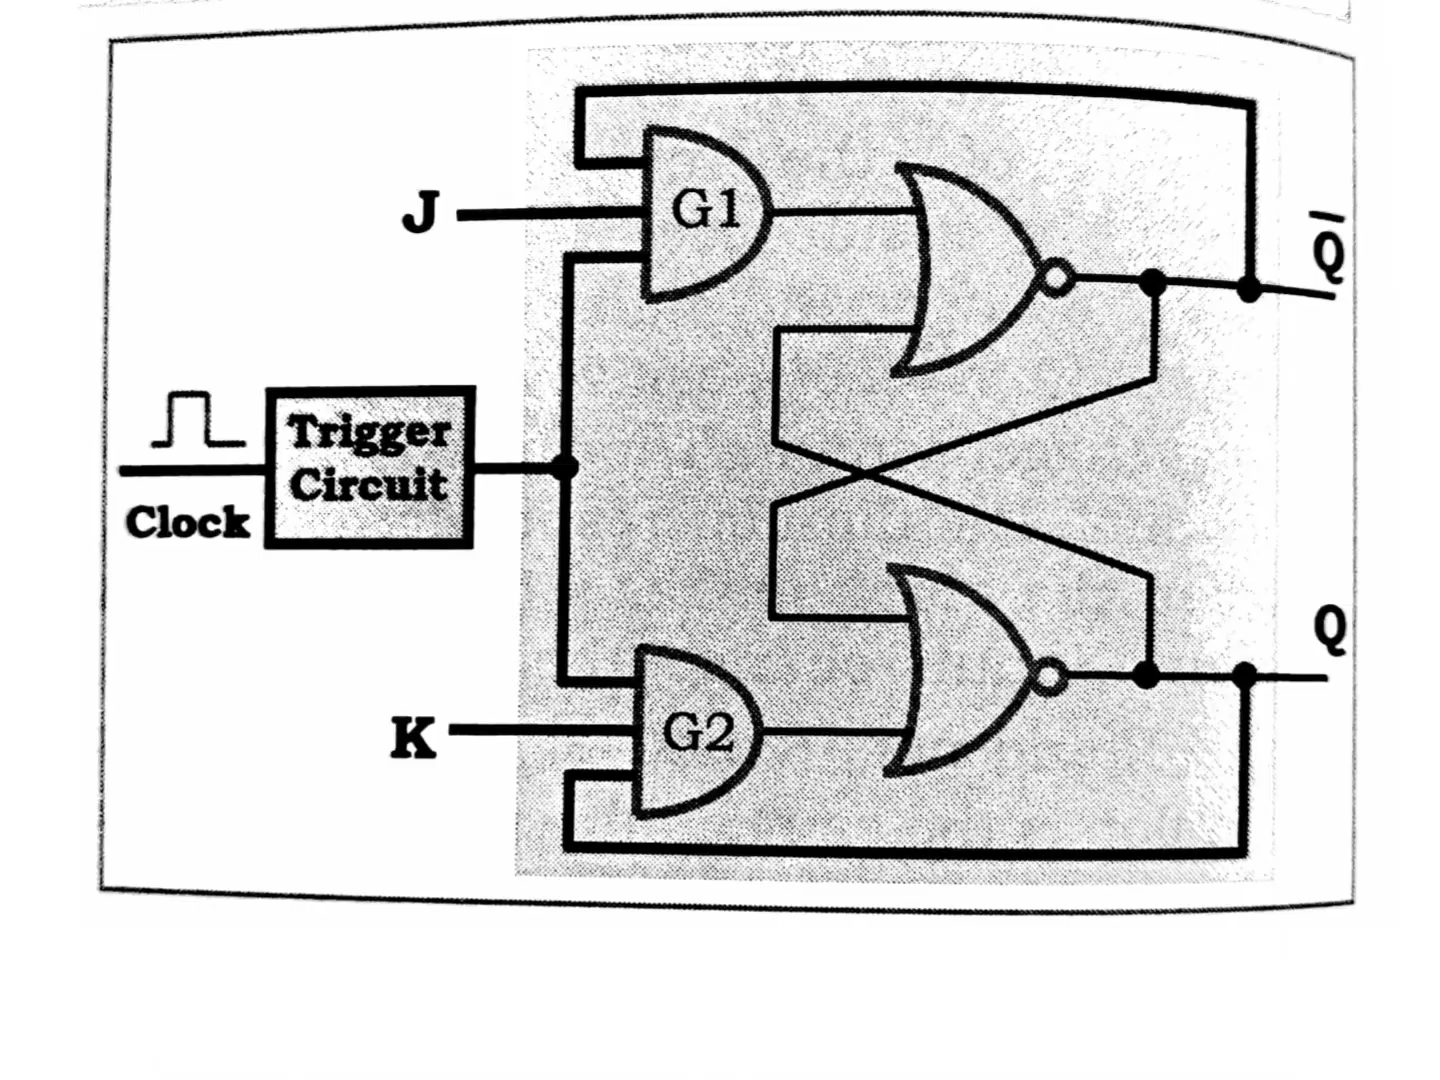 G1
J
Q̅
Trigger
Circuit
Clock
Q
K
G2